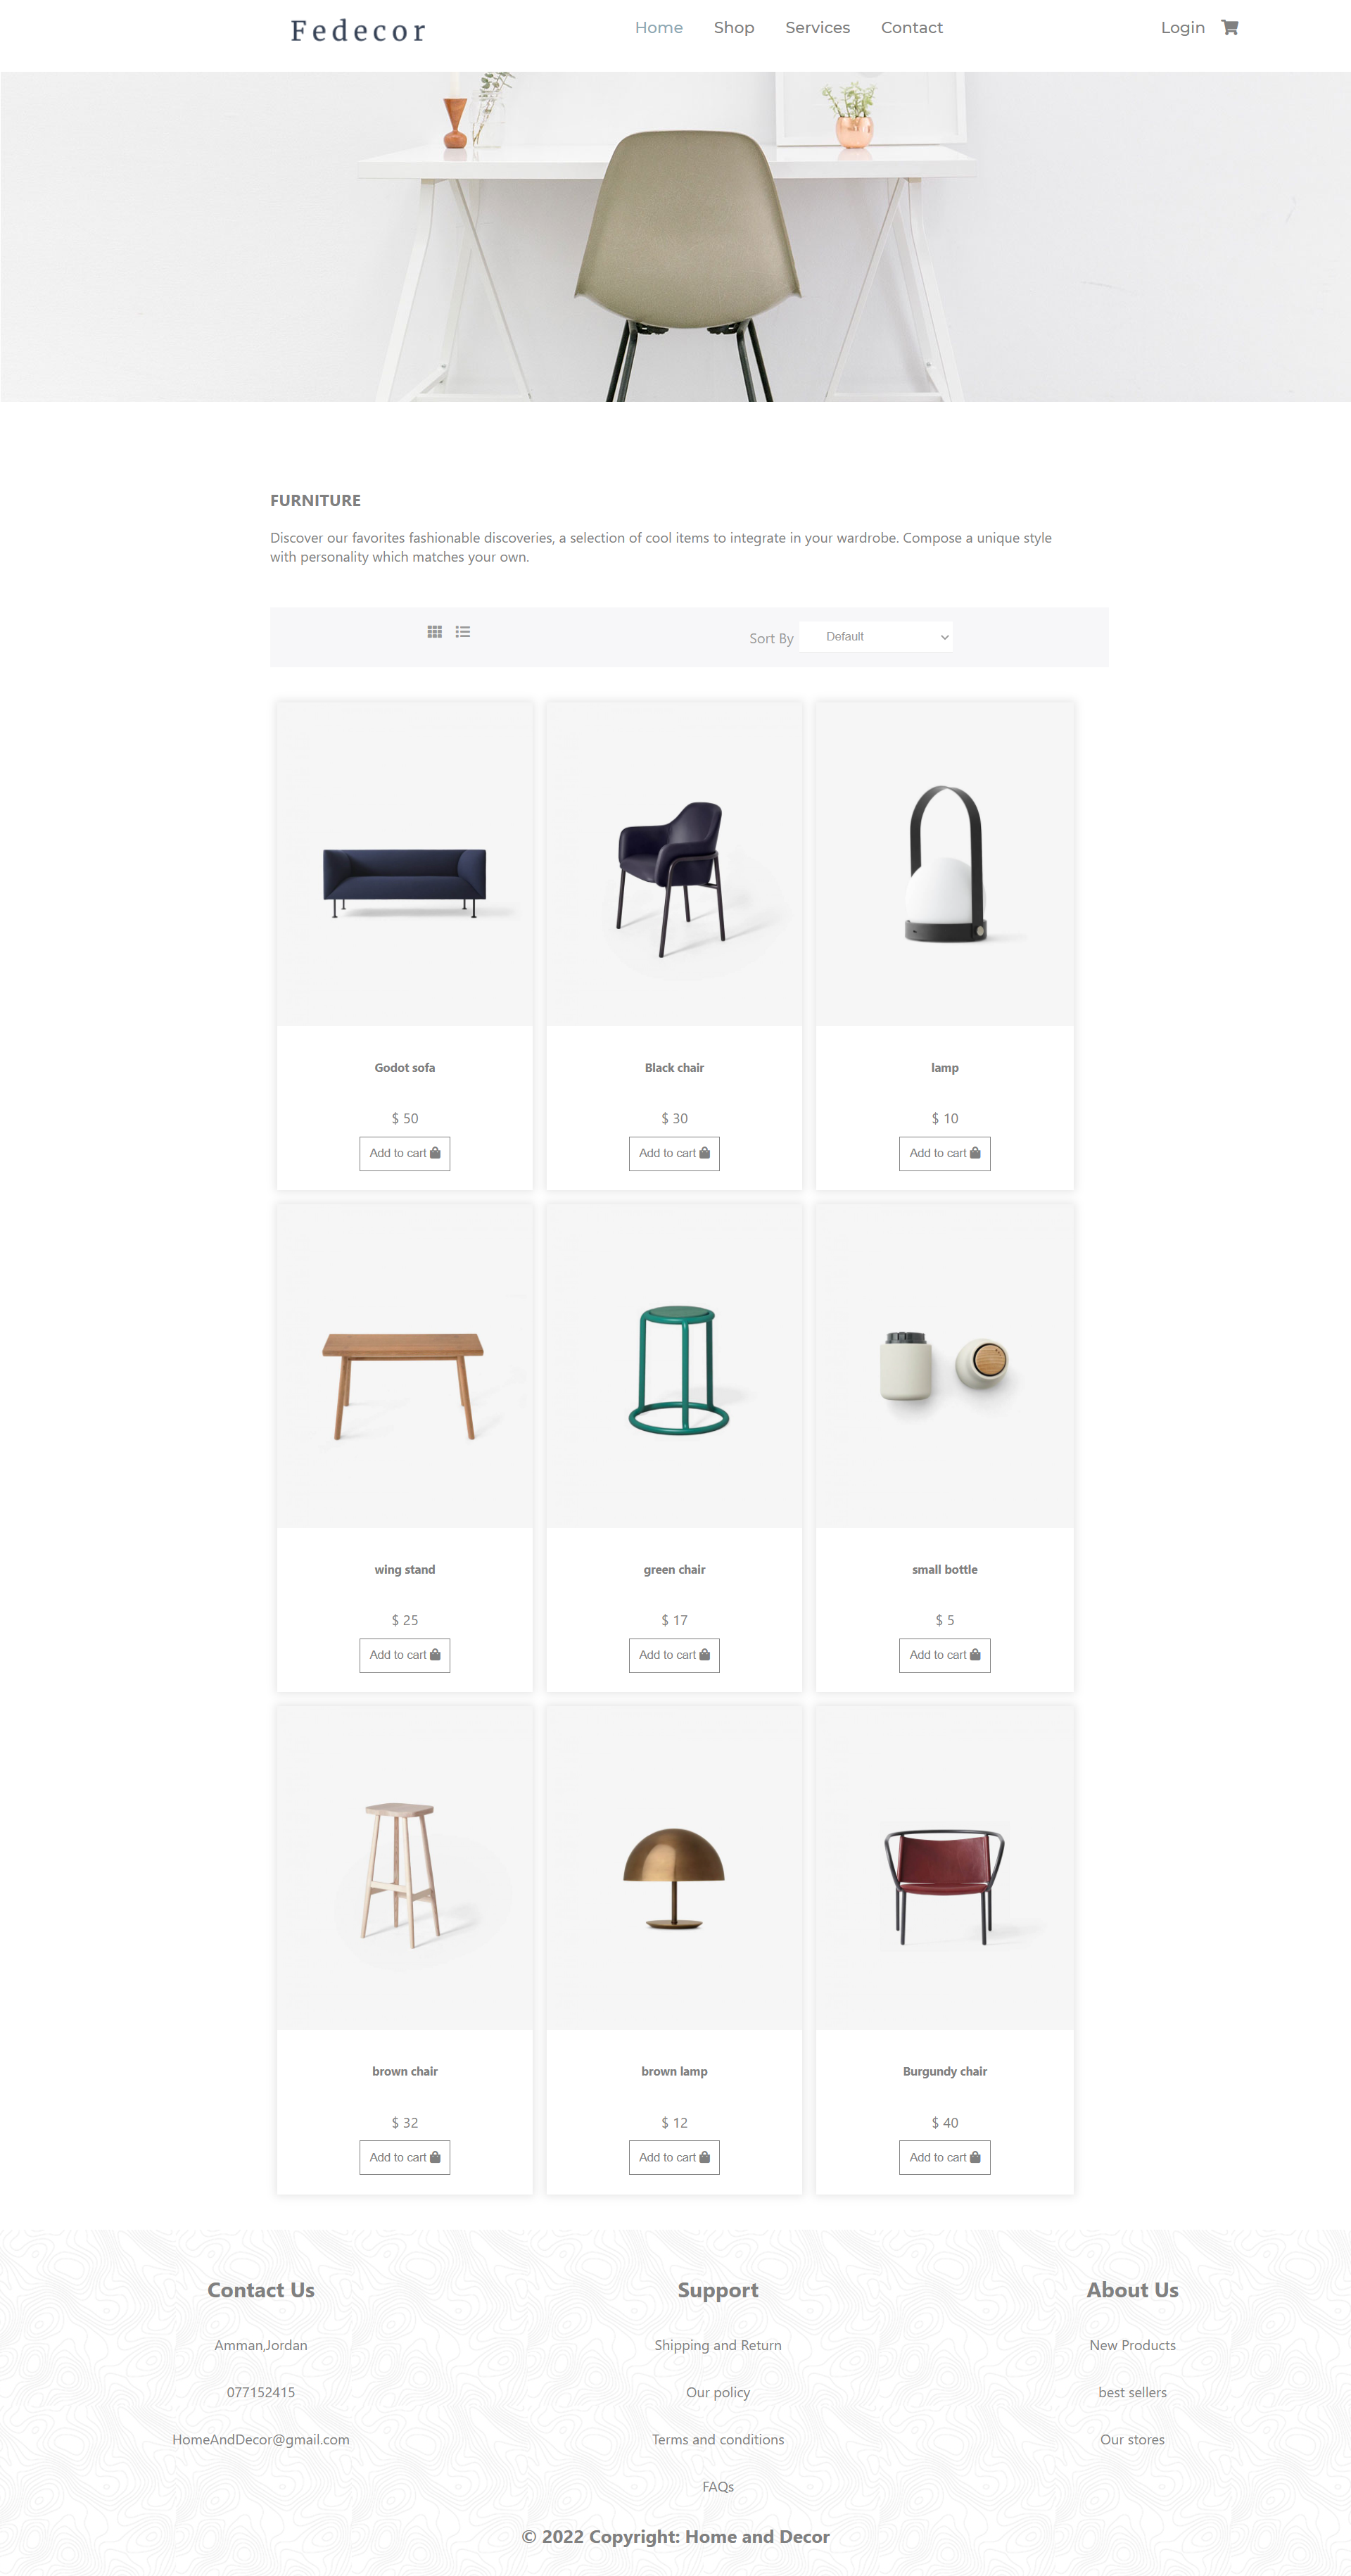 Fedecor
Home Shop Services Contact
Login
FURNITURE
Discover our favorites fashionable discoveries, a selection of cool items to integrate in your wardrobe. Compose a unique style
with personality which matches your own.
Sort By Default
Godot sofa
$ 50
Add to cart
Black chair
$ 30
Add to cart
lamp
$ 10
Add to cart
wing stand
$ 25
Add to cart
green chair
$ 17
Add to cart
small bottle
$ 5
Add to cart
brown chair
$ 32
Add to cart
brown lamp
$ 12
Add to cart
Burgundy chair
$ 40
Add to cart
Contact Us
Amman,Jordan
077152415
HomeAndDecor@gmail.com
Support
Shipping and Return
Our policy
Terms and conditions
FAQs
About Us
New Products
best sellers
Our stores
© 2022 Copyright: Home and Decor